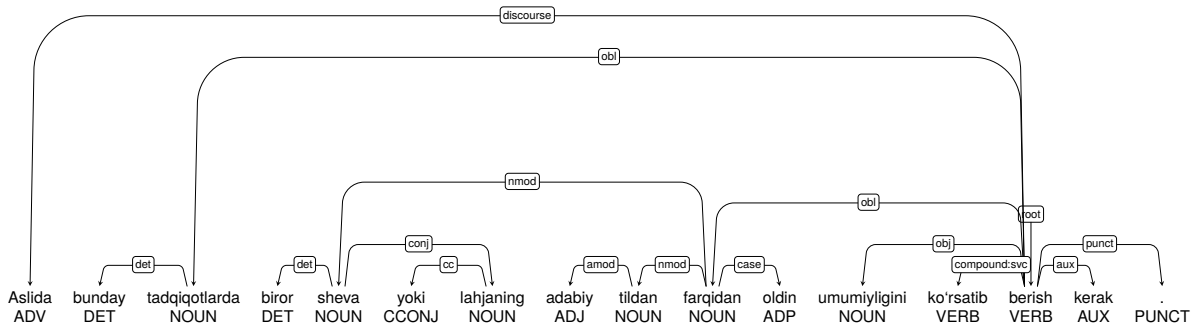 discourse
obl
nmod
obl
root
conj
obj
punct
det
det
cc
amod
nmod
case
compound:svc
aux
Aslida bunday tadqiqotlarda biror sheva yoki lahjaning adabiy tildan farqidan oldin umumiyligini ko‘rsatib berish kerak .
ADV DET NOUN DET NOUN CCONJ NOUN ADJ NOUN NOUN ADP NOUN VERB VERB AUX PUNCT